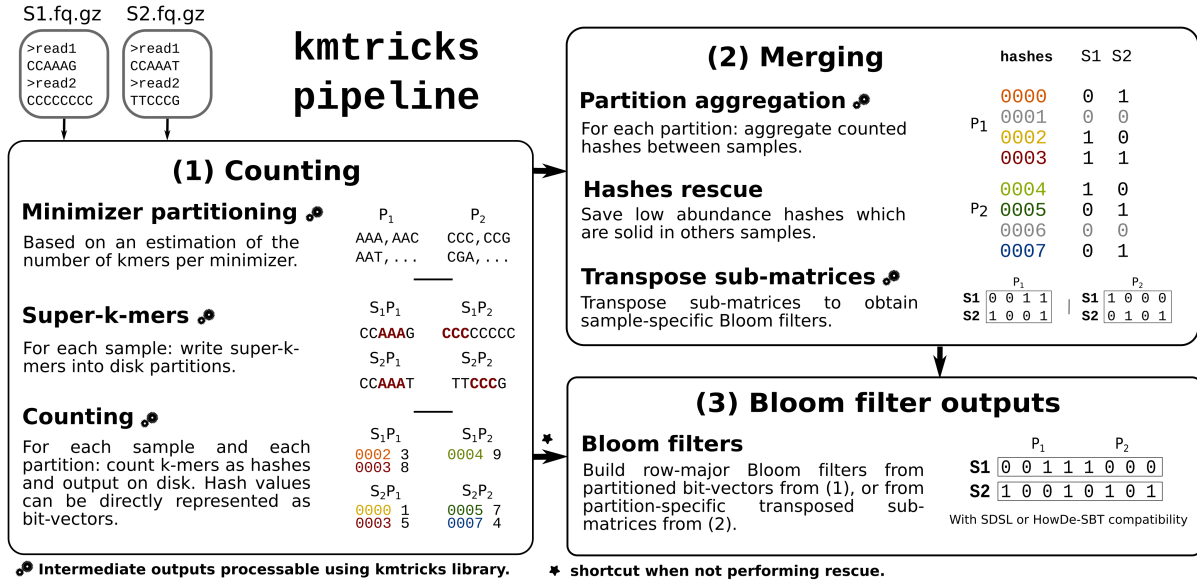 S1.fq.gz S2.fq.gz
>read1
CCAAAG
>read2
CCCCCCCC
>read1
CCAAAT
>read2
TTCCCG
kmtricks
pipeline
(1) Counting
Minimizer partitioning
Based on an estimation of the
number of kmers per minimizer.
P1 P2
AAA,AAC CCC,CCG
AAT,... CGA,...
Super-k-mers
For each sample: write super-k-
mers into disk partitions.
S1P1 S1P2
CCAAAG CCCCCCCC
S2P1 S2P2
CCAAAT TTCCCG
Counting
For each sample and each
partition: count k-mers as hashes
and output on disk. Hash values
can be directly represented as
bit-vectors.
S1P1 S1P2
0002 3 0004 9
0003 8
S2P1 S2P2
0000 1 0005 7
0003 5 0007 4
(2) Merging
Partition aggregation
For each partition: aggregate counted
hashes between samples.
Hashes rescue
Save low abundance hashes which
are solid in others samples.
Transpose sub-matrices
Transpose sub-matrices to obtain
sample-specific Bloom filters.
hashes S1 S2
P1
0000 0 1
0001 0 0
0002 1 0
0003 1 1
P2
0004 1 0
0005 0 1
0006 0 0
0007 0 1
P1 P2
S1 0 0 1 1 | S1 1 0 0 0
S2 1 0 0 1 S2 0 1 0 1
(3) Bloom filter outputs
Bloom filters
Build row-major Bloom filters from
partitioned bit-vectors from (1), or from
partition-specific transposed sub-
matrices from (2).
P1 P2
S1 0 0 1 1 1 0 0 0
S2 1 0 0 1 0 1 0 1
With SDSL or HowDe-SBT compatibility
Intermediate outputs processable using kmtricks library.
shortcut when not performing rescue.